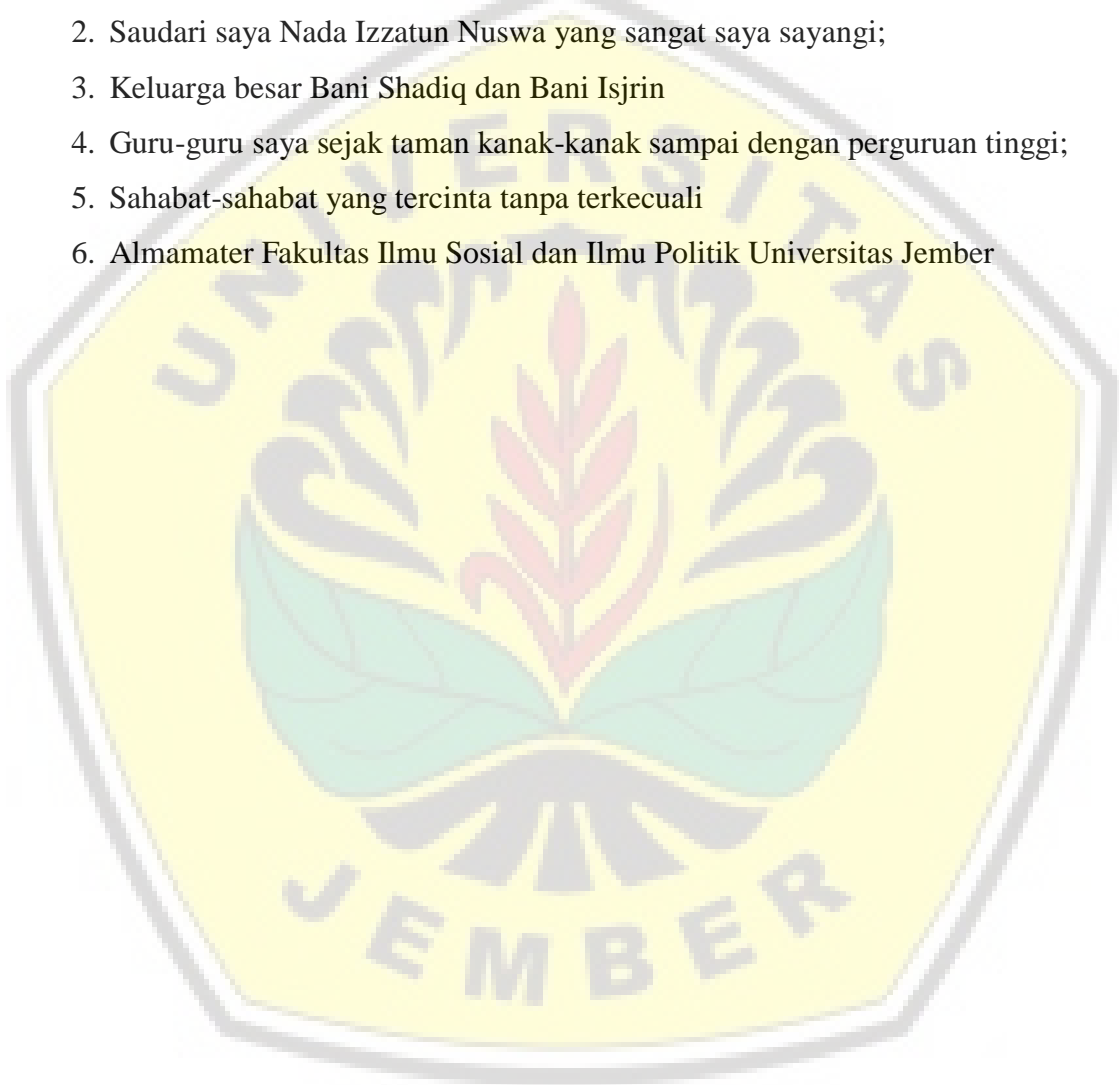 2. Saudari saya Nada Izzatun Nuswa yang sangat saya sayangi;
3. Keluarga besar Bani Shadiq dan Bani Isjrin
4. Guru-guru saya sejak taman kanak-kanak sampai dengan perguruan tinggi;
5. Sahabat-sahabat yang tercinta tanpa terkecuali
6. Almamater Fakultas Ilmu Sosial dan Ilmu Politik Universitas Jember
UNIVERSITAS
JEMBER